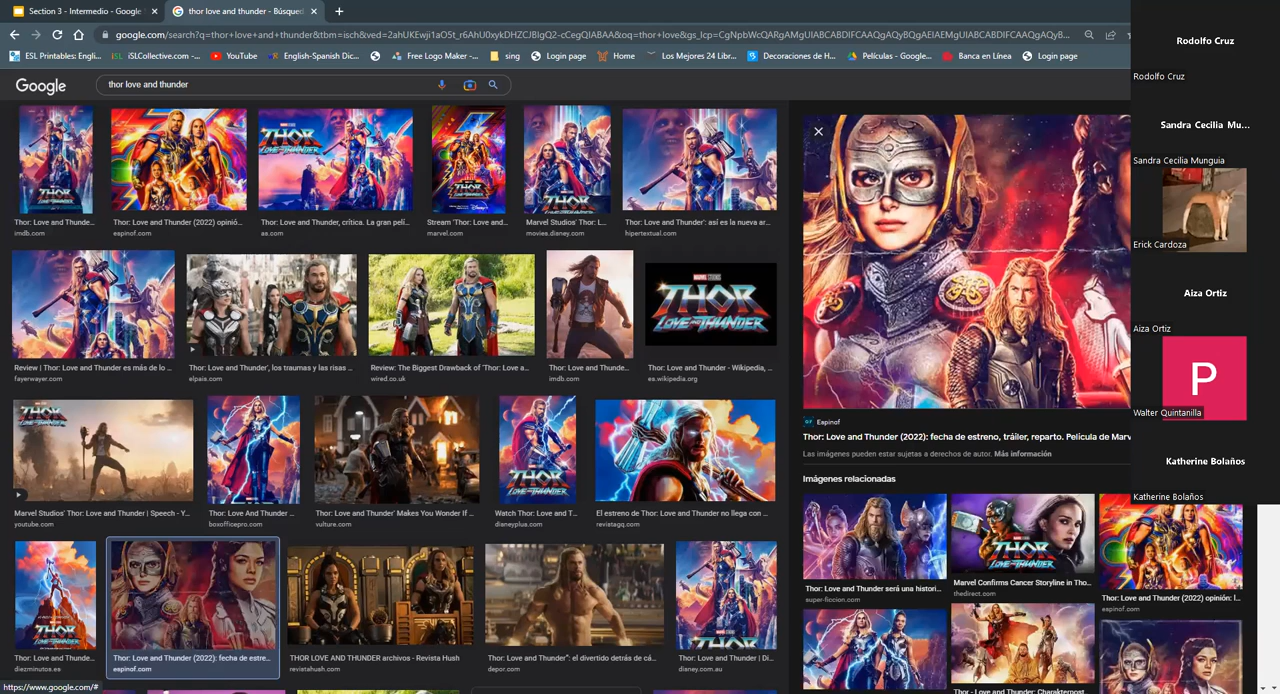 Section 3 - Intermedio - Google
thor love and thunder - Búsqued
google.com/search?q=thor+love+and+thunder&tbm=isch&ved=2ahUKEwji1aO5t_r6AhU0xykDHZCJBIgQ2-cCegQIABAA&oq=thor+love&gs_lcp=CgNpbWcQARgAMgUIABCABDIFCAAQgAQyBQgAEIAEMgUIABCABDIFCAAQgAQyB...
ESL Printables: Engli...
iSLCollective.com -...
YouTube
English-Spanish Dic...
Free Logo Maker -...
sing
Login page
Home
Los Mejores 24 Libr...
Decoraciones de H...
Películas - Google...
Banca en Línea
Login page
Google
thor love and thunder
Thor: Love and Thunde...
imdb.com
Thor: Love and Thunder (2022) opinió...
espinof.com
Thor: Love and Thunder, crítica. La gran pelí...
as.com
Stream 'Thor: Love and...
marvel.com
Marvel Studios' Thor: L...
movies.disney.com
Thor: Love and Thunder': así es la nueva ar...
hipertextual.com
Review | Thor: Love and Thunder es más de lo ...
fayerwayer.com
Thor: Love and Thunder', los traumas y las risas ...
elpais.com
Review: The Biggest Drawback of 'Thor: Love a...
wired.co.uk
Thor: Love and Thunde...
imdb.com
MARVEL STUDIOS
THOR
LOVE AND THUNDER
Thor: Love and Thunder - Wikipedia, ...
es.wikipedia.org
Marvel Studios' Thor: Love and Thunder | Speech - Y...
youtube.com
Thor: Love And Thunder ...
boxofficepro.com
Thor: Love and Thunder' Makes You Wonder If ...
vulture.com
Watch Thor: Love and T...
disneyplus.com
El estreno de Thor: Love and Thunder no llega con ...
revistagq.com
Thor: Love and Thunde...
diezminutos.es
Thor: Love and Thunder (2022): fecha de estre...
espinof.com
THOR LOVE AND THUNDER archivos - Revista Hush
revistahush.com
Thor: Love and Thunder": el divertido detrás de cá...
depor.com
Thor: Love and Thunder | Di...
disney.com.au
https://www.google.com/#
Espinof
Thor: Love and Thunder (2022): fecha de estreno, tráiler, reparto. Película de Marv
Las imágenes pueden estar sujetas a derechos de autor. Más información
Imágenes relacionadas
Thor: Love and Thunder será una histori...
super-ficcion.com
THOR
LOVE AND THUNDER
Marvel Confirms Cancer Storyline in Tho...
thedirect.com
Thor: Love and Thunder (2022) opinión: l...
espinof.com
Thor - Love and Thunder: Charakterpost...
Rodolfo Cruz
Rodolfo Cruz
Sandra Cecilia Mu...
Sandra Cecilia Munguia
Erick Cardoza
Aiza Ortiz
Aiza Ortiz
P
Walter Quintanilla
Katherine Bolaños
Katherine Bolaños